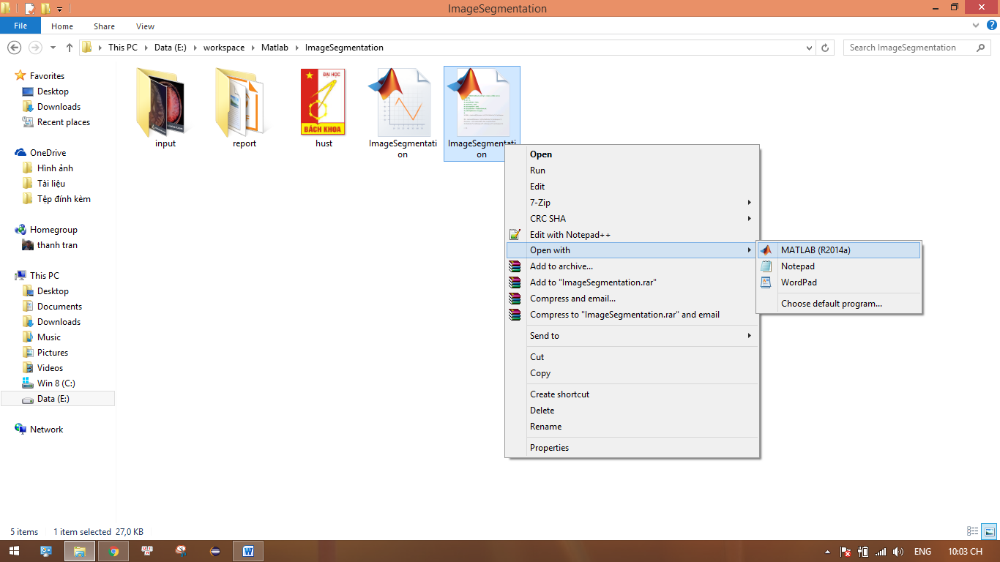 ImageSegmentation
File Home Share View
This PC Data (E:) workspace Matlab ImageSegmentation
Search ImageSegmentation
Favorites
Desktop
Downloads
Recent places
OneDrive
Hình ảnh
Tài liệu
Tệp đính kèm
Homegroup
thanh tran
This PC
Desktop
Documents
Downloads
Music
Pictures
Videos
Win 8 (C:)
Data (E:)
Network
input
report
ĐẠI HỌC
BÁCH KHOA
hust
ImageSegmentati
on
ImageSegmentati
on
Open
Run
Edit
7-Zip
CRC SHA
Edit with Notepad++
Open with
Add to archive...
Add to "ImageSegmentation.rar"
Compress and email...
Compress to "ImageSegmentation.rar" and email
Send to
Cut
Copy
Create shortcut
Delete
Rename
Properties
MATLAB (R2014a)
Notepad
WordPad
Choose default program...
5 items 1 item selected 27,0 KB
ENG 10:03 CH